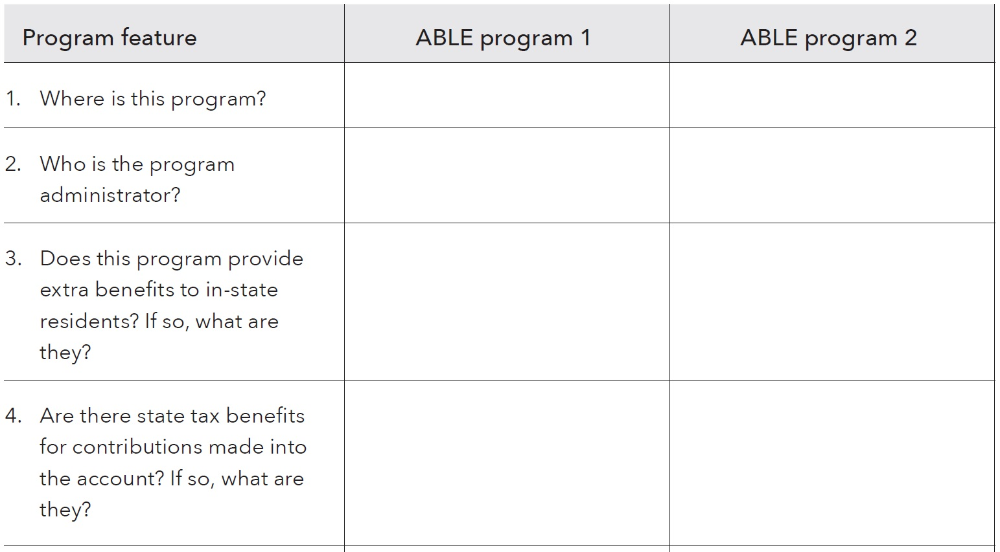 Program feature ABLE program 1 ABLE program 2
1. Where is this program?
2. Who is the program
administrator?
3. Does this program provide
extra benefits to in-state
residents? If so, what are
they?
4. Are there state tax benefits
for contributions made into
the account? If so, what are
they?